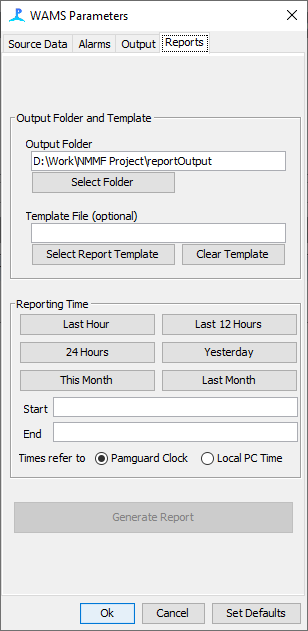 WAMS Parameters
Source Data Alarms Output Reports
Output Folder and Template
Output Folder
D:\Work\NMMF Project\reportOutput
Select Folder
Template File (optional)
Select Report Template Clear Template
Reporting Time
Last Hour Last 12 Hours
24 Hours Yesterday
This Month Last Month
Start
End
Times refer to Pamguard Clock Local PC Time
Generate Report
Ok Cancel Set Defaults